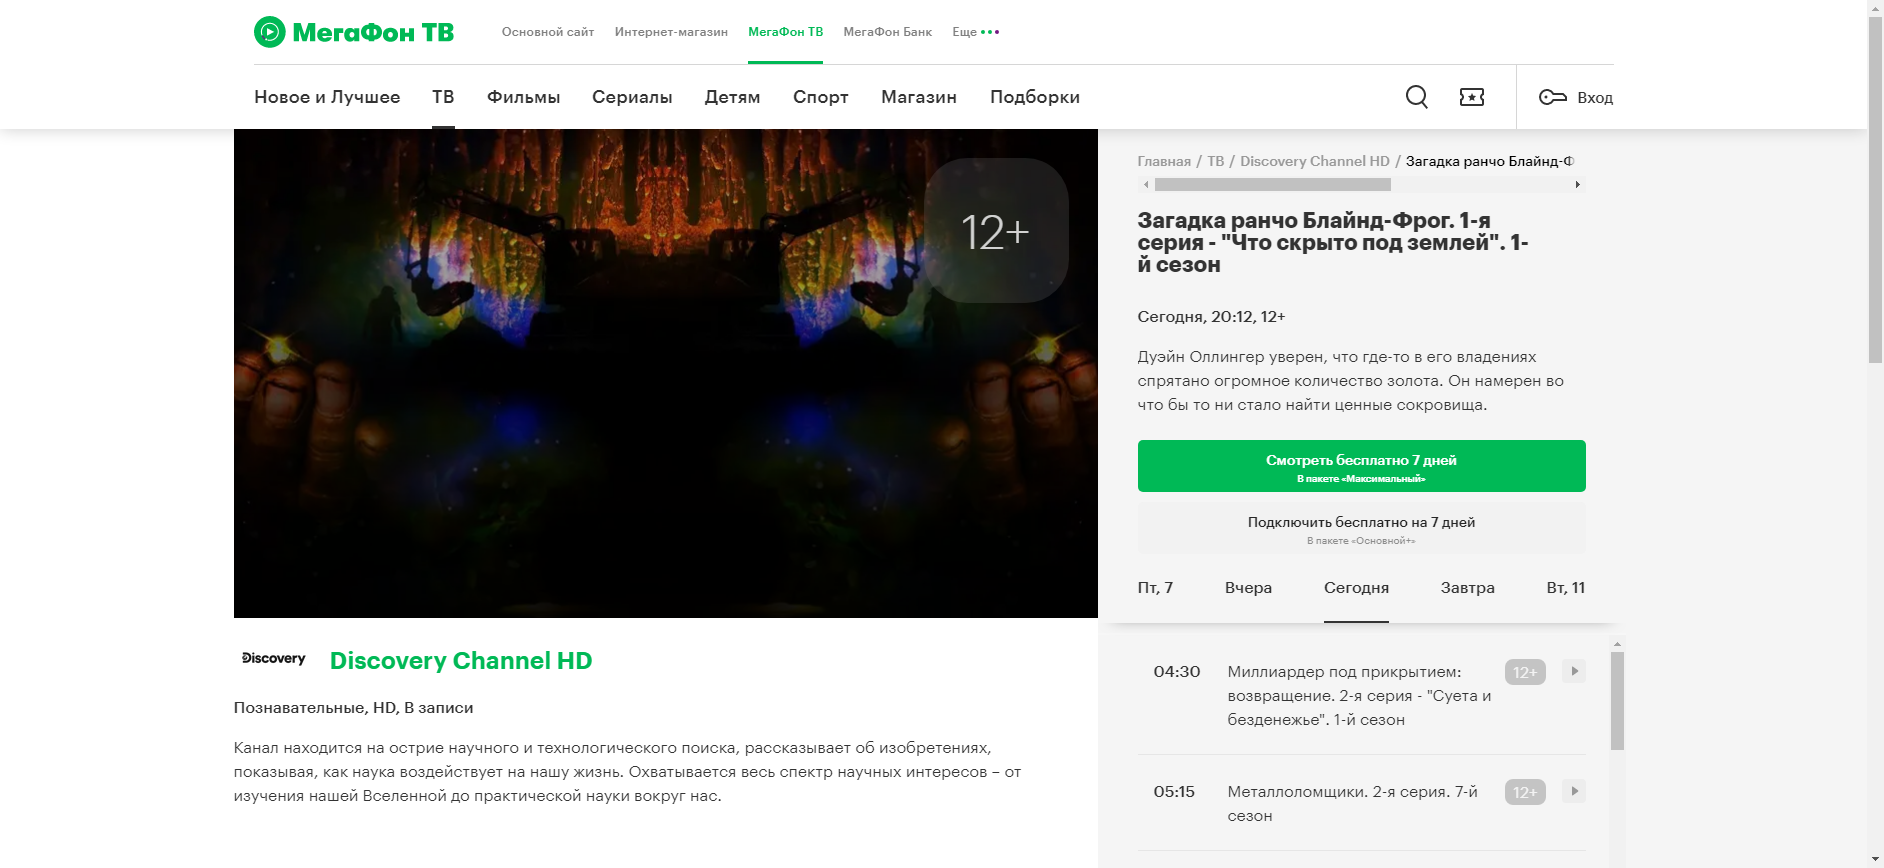 МегаФон ТВ
Основной сайт
Интернет-магазин
МегаФон ТВ
МегаФон Банк
Еще
Новое и Лучшее
ТВ
Фильмы
Сериалы
Детям
Спорт
Магазин
Подборки
Вход
12+
Главная / ТВ / Discovery Channel HD / Загадка ранчо Блайнд-Ф
Загадка ранчо Блайнд-Фрог. 1-я
серия - "Что скрыто под землей". 1-
й сезон
Сегодня, 20:12, 12+
Дуэйн Оллингер уверен, что где-то в его владениях
спрятано огромное количество золота. Он намерен во
что бы то ни стало найти ценные сокровища.
Смотреть бесплатно 7 дней
В пакете «Максимальный»
Подключить бесплатно на 7 дней
В пакете «Основной+»
Пт, 7
Вчера
Сегодня
Завтра
Вт, 11
04:30
Миллиардер под прикрытием:
возвращение. 2-я серия - "Суета и
безденежье". 1-й сезон
12+
05:15
Металлоломщики. 2-я серия. 7-й
сезон
12+
Discovery
Discovery Channel HD
Познавательные, HD, В записи
Канал находится на острие научного и технологического поиска, рассказывает об изобретениях,
показывая, как наука воздействует на нашу жизнь. Охватывается весь спектр научных интересов – от
изучения нашей Вселенной до практической науки вокруг нас.